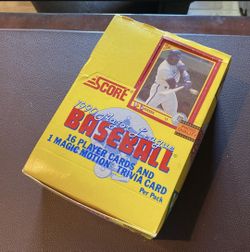 SCORE
1990 Major League
BASEBALL
16 PLAYER CARDS AND
1 MAGIC MOTION TRIVIA CARD
Per Pack